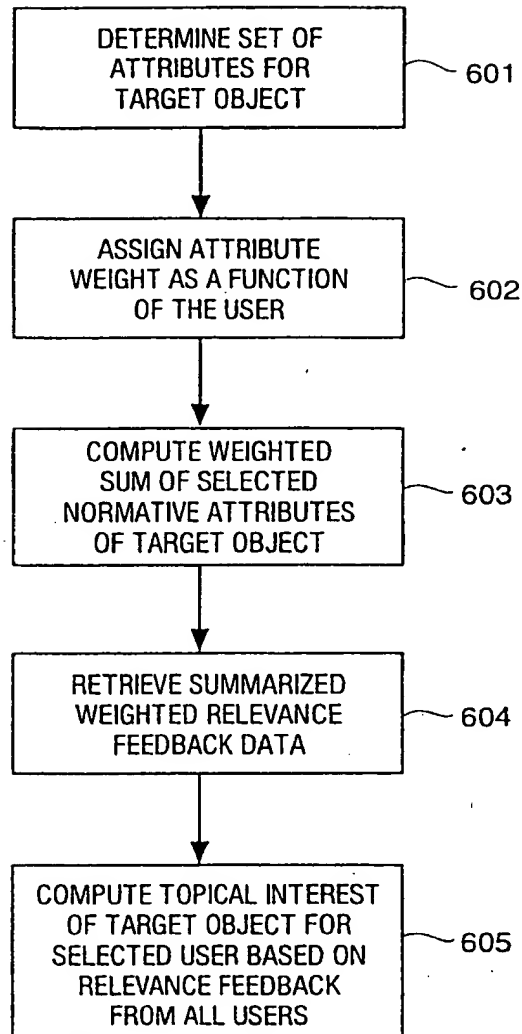 DETERMINE SET OF
ATTRIBUTES FOR
TARGET OBJECT
601
ASSIGN ATTRIBUTE
WEIGHT AS A FUNCTION
OF THE USER
602
COMPUTE WEIGHTED
SUM OF SELECTED
NORMATIVE ATTRIBUTES
OF TARGET OBJECT
603
RETRIEVE SUMMARIZED
WEIGHTED RELEVANCE
FEEDBACK DATA
604
COMPUTE TOPICAL INTEREST
OF TARGET OBJECT FOR
SELECTED USER BASED ON
RELEVANCE FEEDBACK
FROM ALL USERS
605